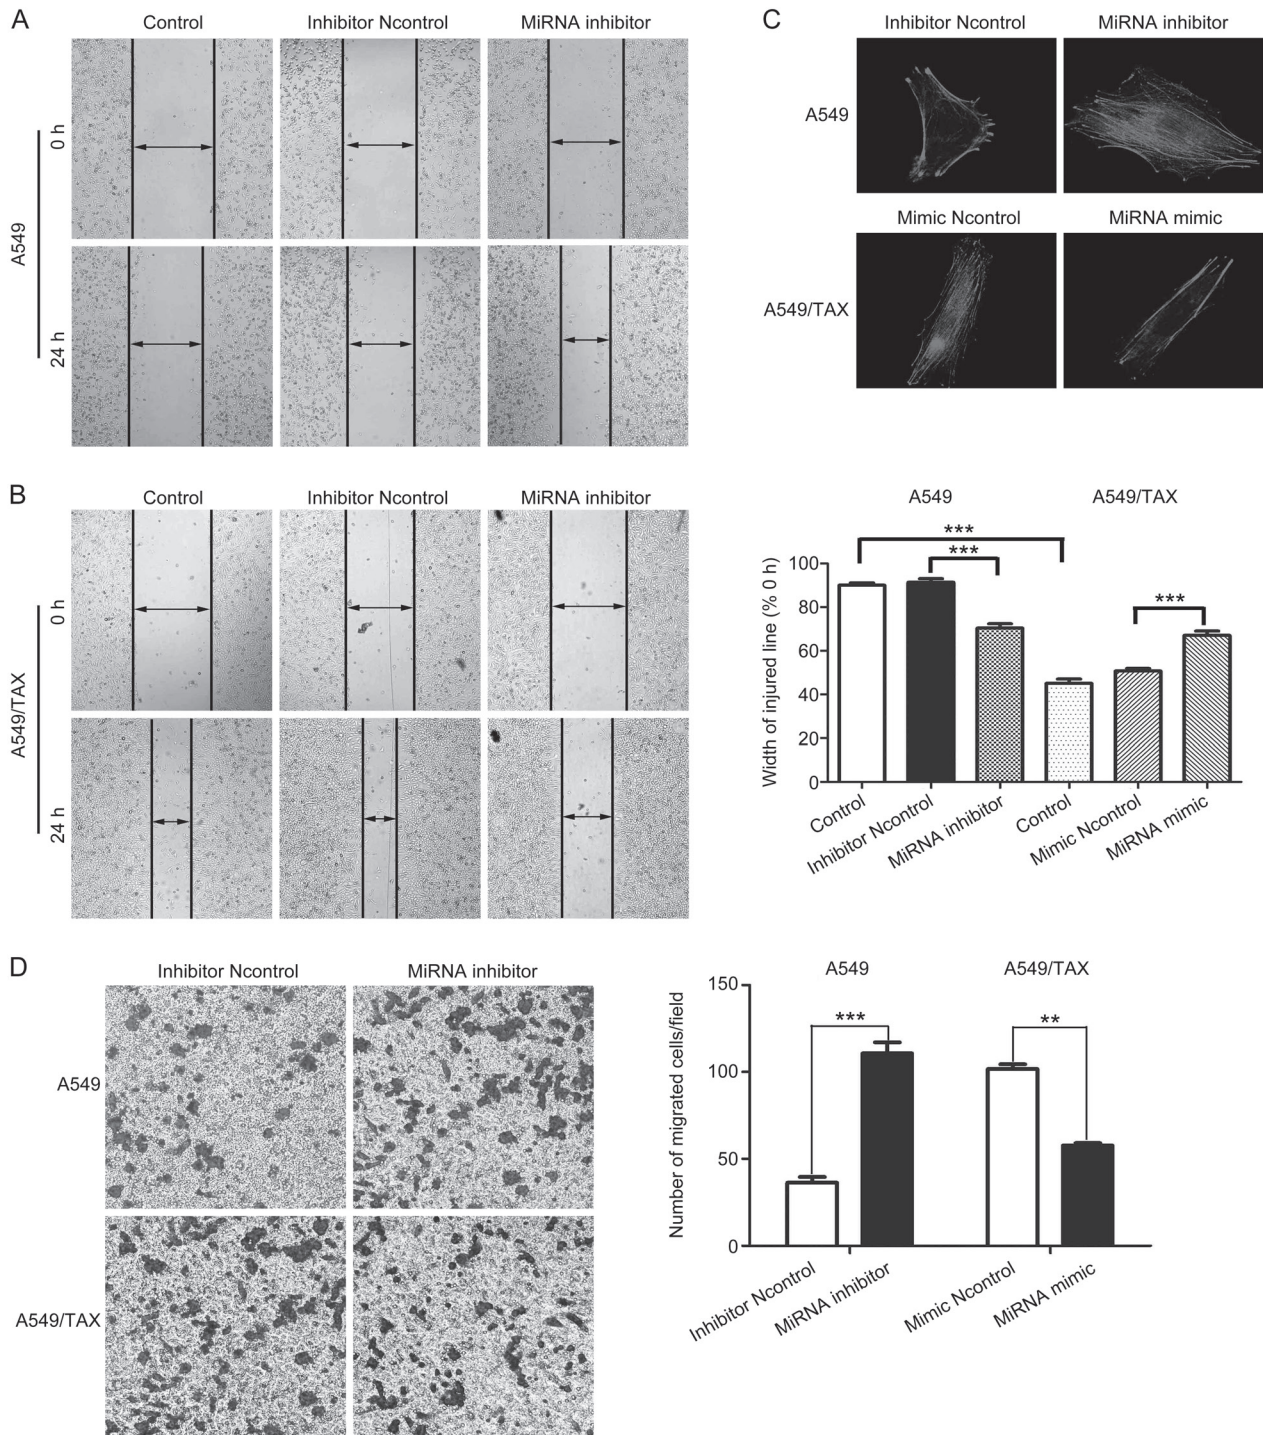 A
Control
Inhibitor Ncontrol
MiRNA inhibitor
0 h
A549
24 h
C
Inhibitor Ncontrol
MiRNA inhibitor
A549
Mimic Ncontrol
MiRNA mimic
A549/TAX
B
Control
Inhibitor Ncontrol
MiRNA inhibitor
0 h
A549/TAX
24 h
A549
A549/TAX
***
***
***
Width of injured line (% 0 h)
100
80
60
40
20
0
Control
Inhibitor Ncontrol
MiRNA inhibitor
Control
Mimic Ncontrol
MiRNA mimic
D
Inhibitor Ncontrol
MiRNA inhibitor
A549
A549/TAX
A549
A549/TAX
***
**
Number of migrated cells/field
150
100
50
0
Inhibitor Ncontrol
MiRNA inhibitor
Mimic Ncontrol
MiRNA mimic